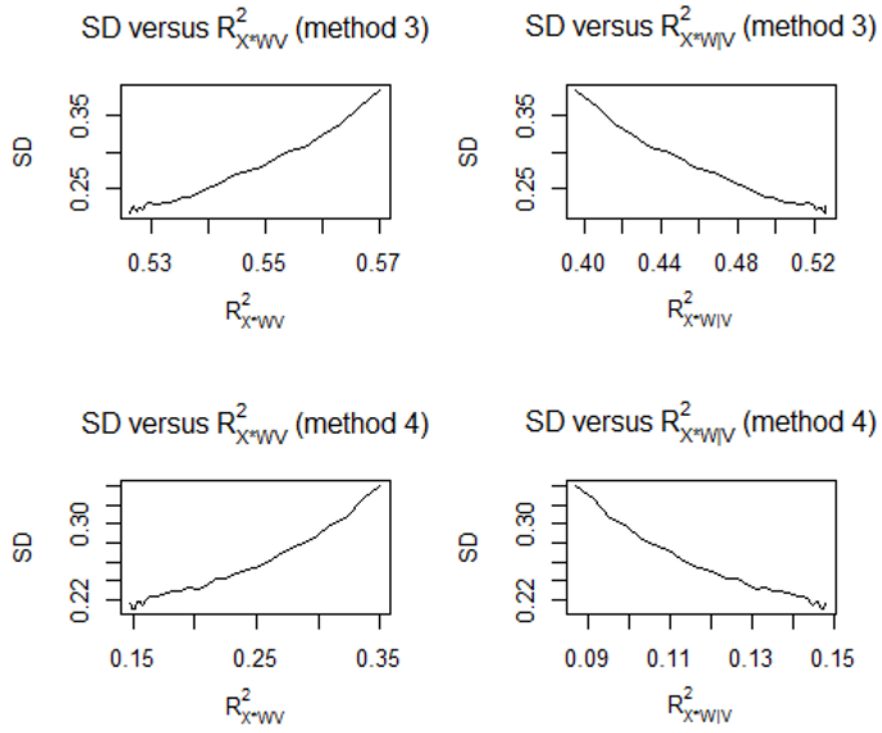 SD versus R²X*WV (method 3)
SD
0.35
0.25
0.53 0.55 0.57
R²X*WV
SD versus R²X*W|V (method 3)
SD
0.35
0.25
0.40 0.44 0.48 0.52
R²X*W|V
SD versus R²X*WV (method 4)
SD
0.30
0.22
0.15 0.25 0.35
R²X*WV
SD versus R²X*W|V (method 4)
SD
0.30
0.22
0.09 0.11 0.13 0.15
R²X*W|V